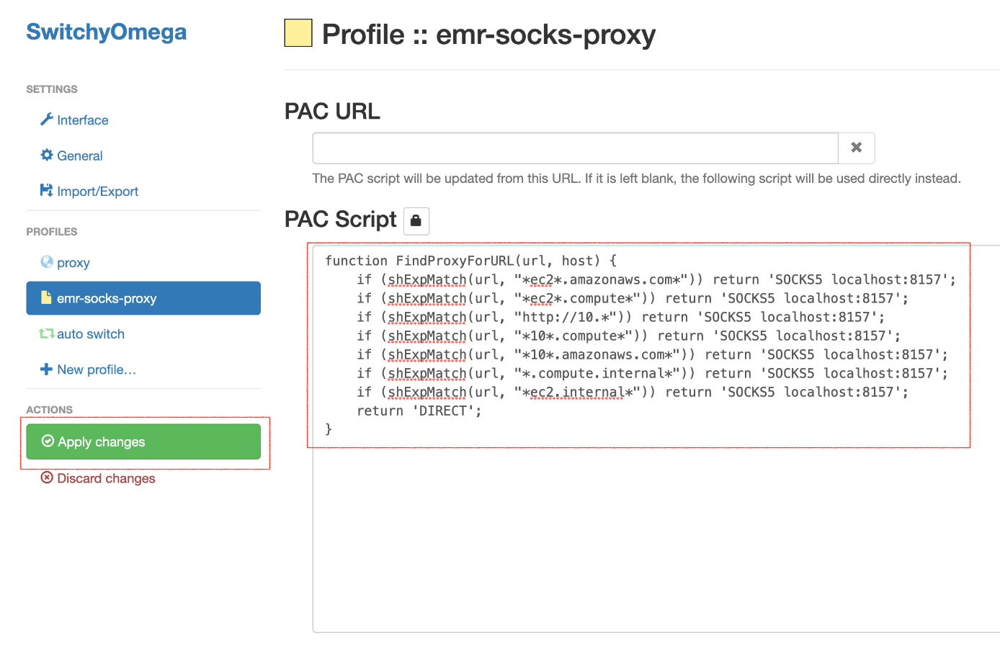 SwitchyOmega
SETTINGS
Interface
General
Import/Export
PROFILES
proxy
emr-socks-proxy
auto switch
New profile…
ACTIONS
Apply changes
Discard changes
Profile :: emr-socks-proxy
PAC URL
The PAC script will be updated from this URL. If it is left blank, the following script will be used directly instead.
PAC Script
function FindProxyForURL(url, host) {
    if (shExpMatch(url, "*ec2*.amazonaws.com*")) return 'SOCKS5 localhost:8157';
    if (shExpMatch(url, "*ec2*.compute*")) return 'SOCKS5 localhost:8157';
    if (shExpMatch(url, "http://10.*")) return 'SOCKS5 localhost:8157';
    if (shExpMatch(url, "*10*.compute*")) return 'SOCKS5 localhost:8157';
    if (shExpMatch(url, "*10*.amazonaws.com*")) return 'SOCKS5 localhost:8157';
    if (shExpMatch(url, "*.compute.internal*")) return 'SOCKS5 localhost:8157';
    if (shExpMatch(url, "*ec2.internal*")) return 'SOCKS5 localhost:8157';
    return 'DIRECT';
}